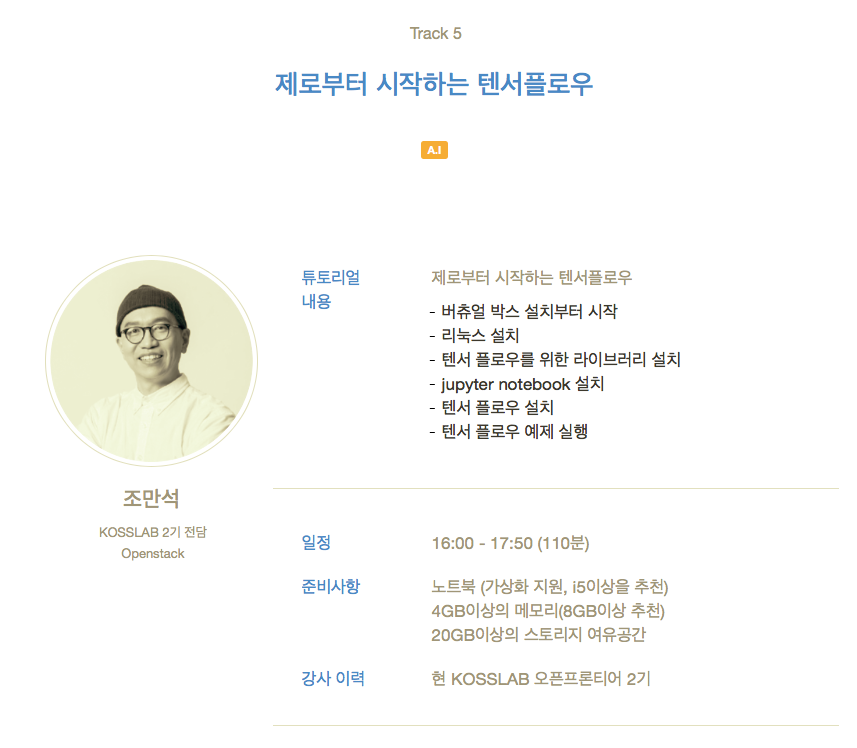 Track 5
제로부터 시작하는 텐서플로우
A.I
조만석
KOSSLAB 2기 전담
Openstack
튜토리얼
내용
제로부터 시작하는 텐서플로우
- 버츄얼 박스 설치부터 시작
- 리눅스 설치
- 텐서 플로우를 위한 라이브러리 설치
- jupyter notebook 설치
- 텐서 플로우 설치
- 텐서 플로우 예제 실행
일정
16:00 - 17:50 (110분)
준비사항
노트북 (가상화 지원, i5이상을 추천)
4GB이상의 메모리(8GB이상 추천)
20GB이상의 스토리지 여유공간
강사 이력
현 KOSSLAB 오픈프론티어 2기